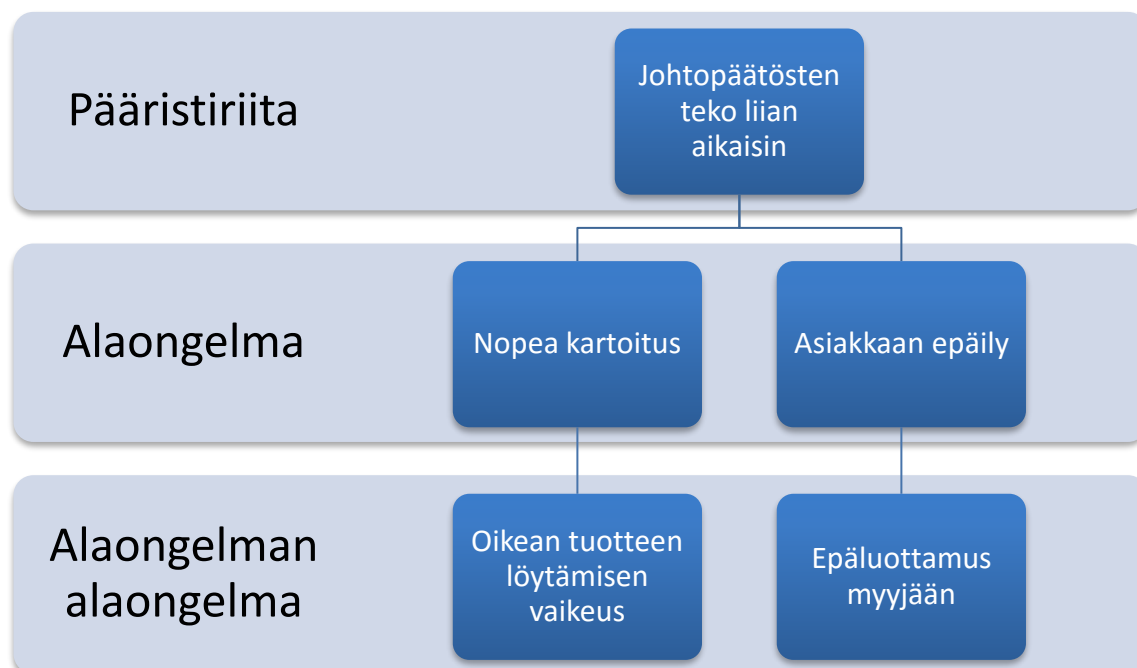 Pääristiriita
Johtopäätösten
teko liian
aikaisin
Alaongelma
Nopea kartoitus
Asiakkaan epäily
Alaongelman
alaongelma
Oikean tuotteen
löytämisen
vaikeus
Epäluottamus
myyjään